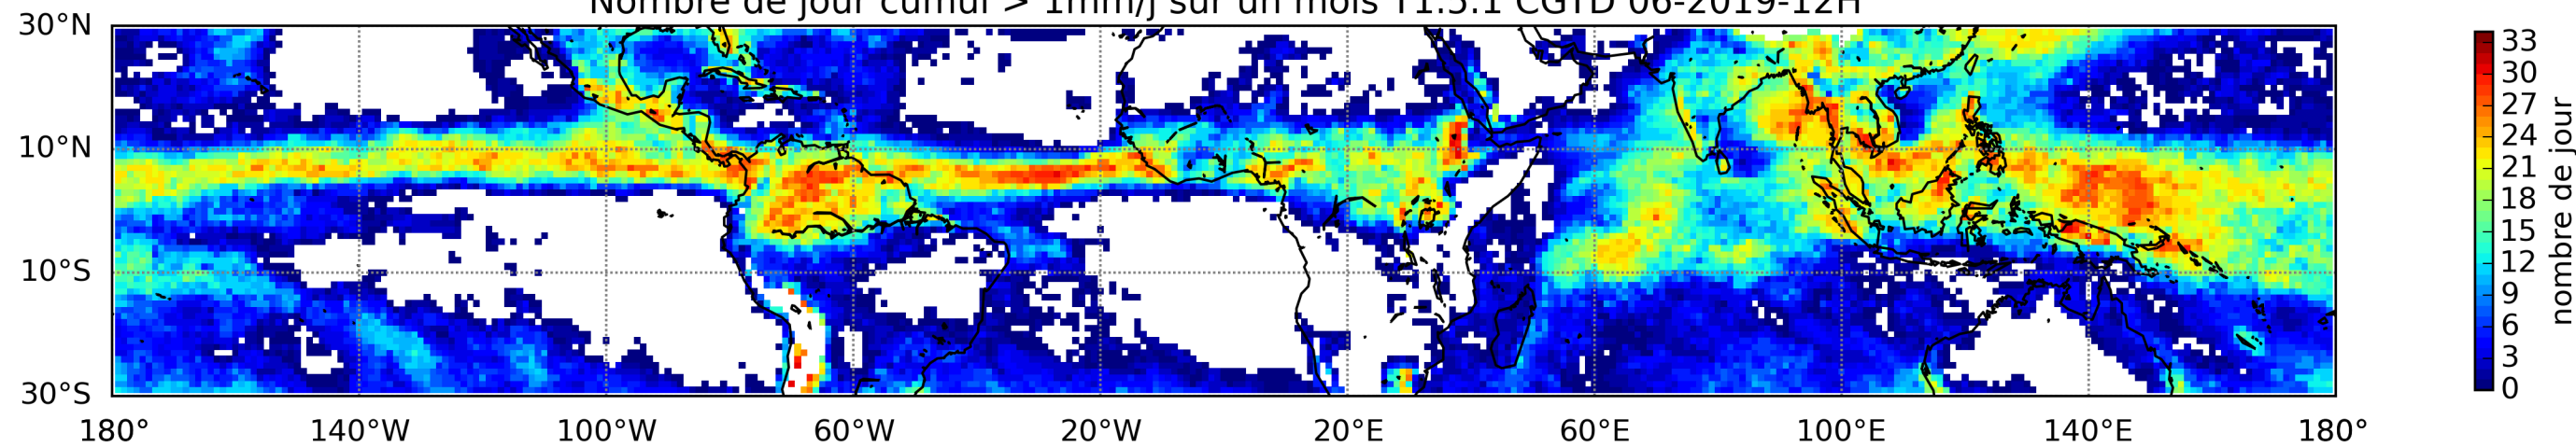 Nombre de jour cumul > 1mm/j sur un mois T1.5.1 CGTD 06-2019-12H
30°N
10°N
10°S
30°S
180° 140°W 100°W 60°W 20°W 20°E 60°E 100°E 140°E 180°
33
30
27
24
21
18
15
12
9
6
3
0
nombre de jour